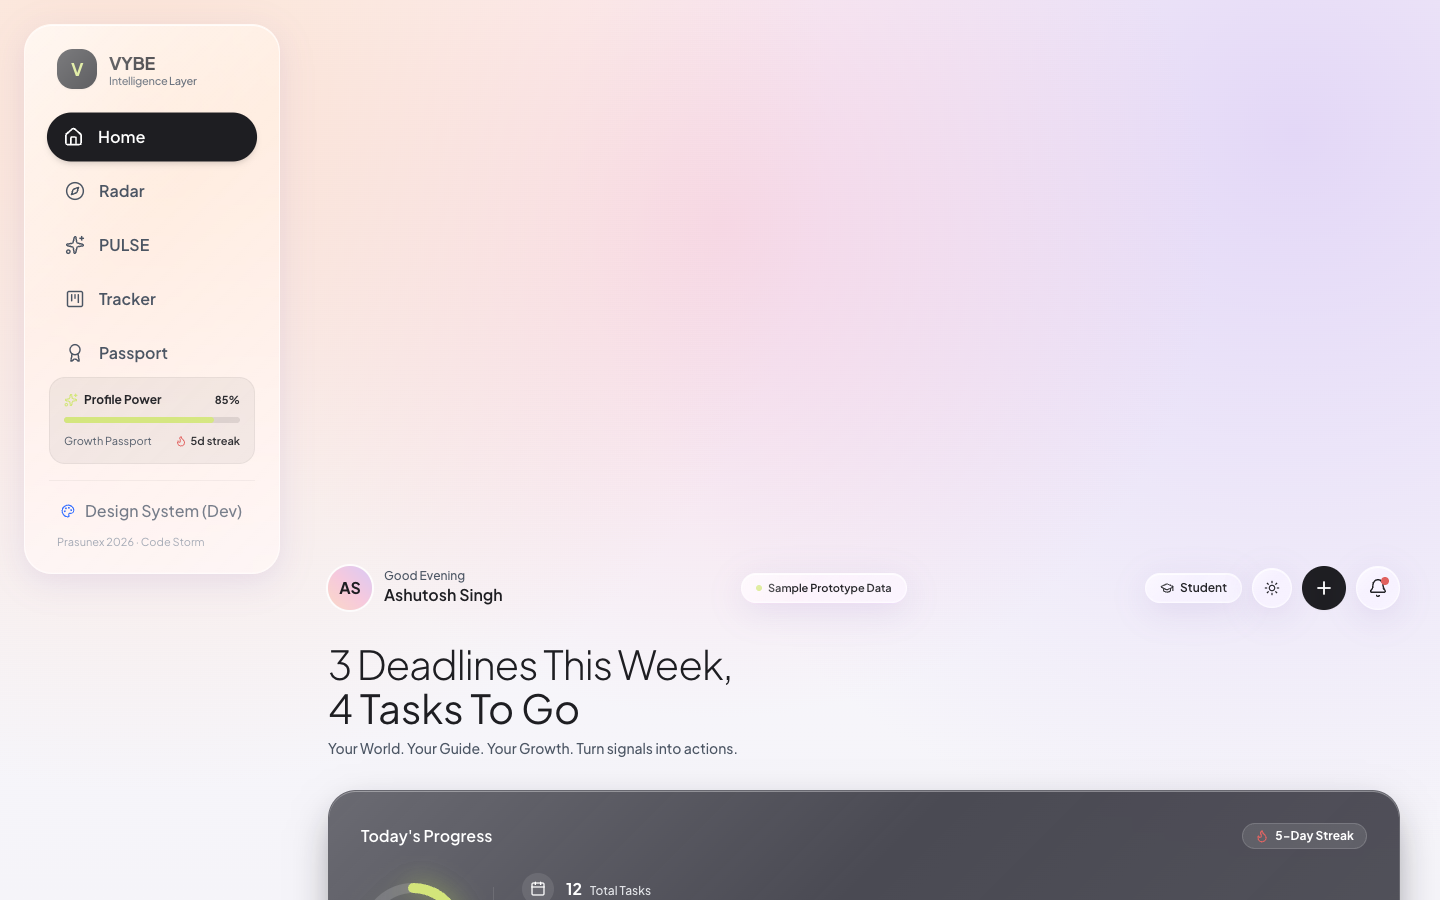 V
VYBE
Intelligence Layer
Home
Radar
PULSE
Tracker
Passport
Profile Power 85%
Growth Passport 5d streak
Design System (Dev)
Prasunex 2026 · Code Storm
AS
Good Evening
Ashutosh Singh
Sample Prototype Data
Student
3 Deadlines This Week,
4 Tasks To Go
Your World. Your Guide. Your Growth. Turn signals into actions.
Today's Progress
5-Day Streak
12 Total Tasks